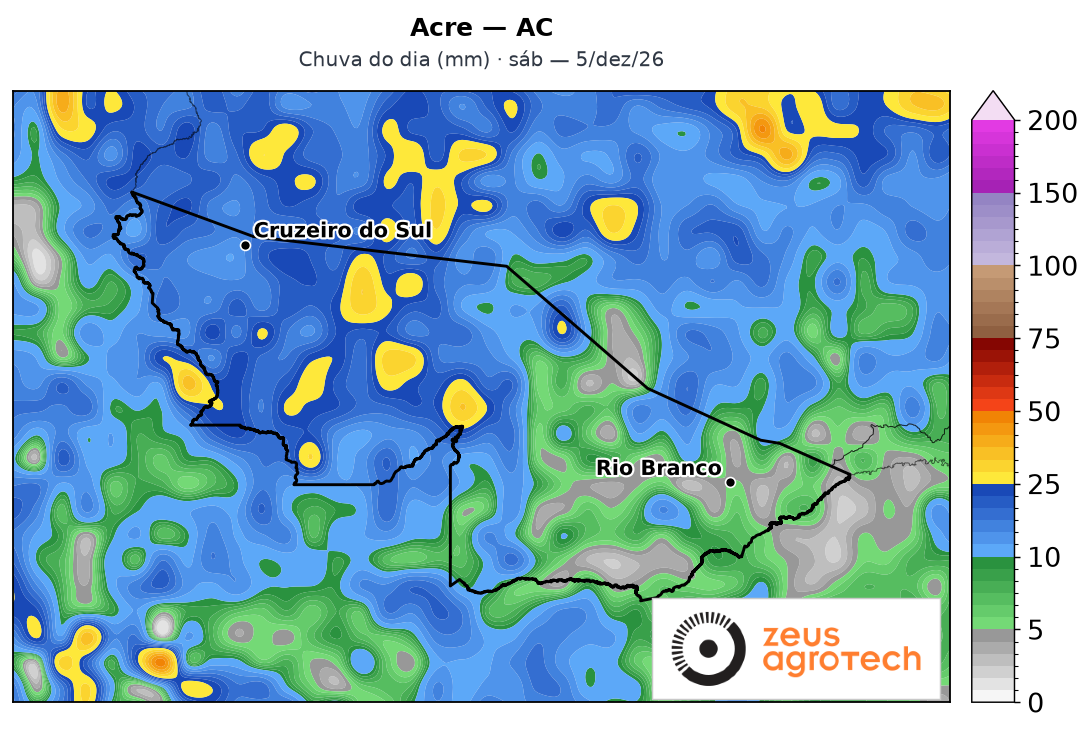 Acre — AC
Chuva do dia (mm) · sáb — 5/dez/26
200
150
100
75
50
25
10
5
0
Cruzeiro do Sul
Rio Branco
zeus
agrotech